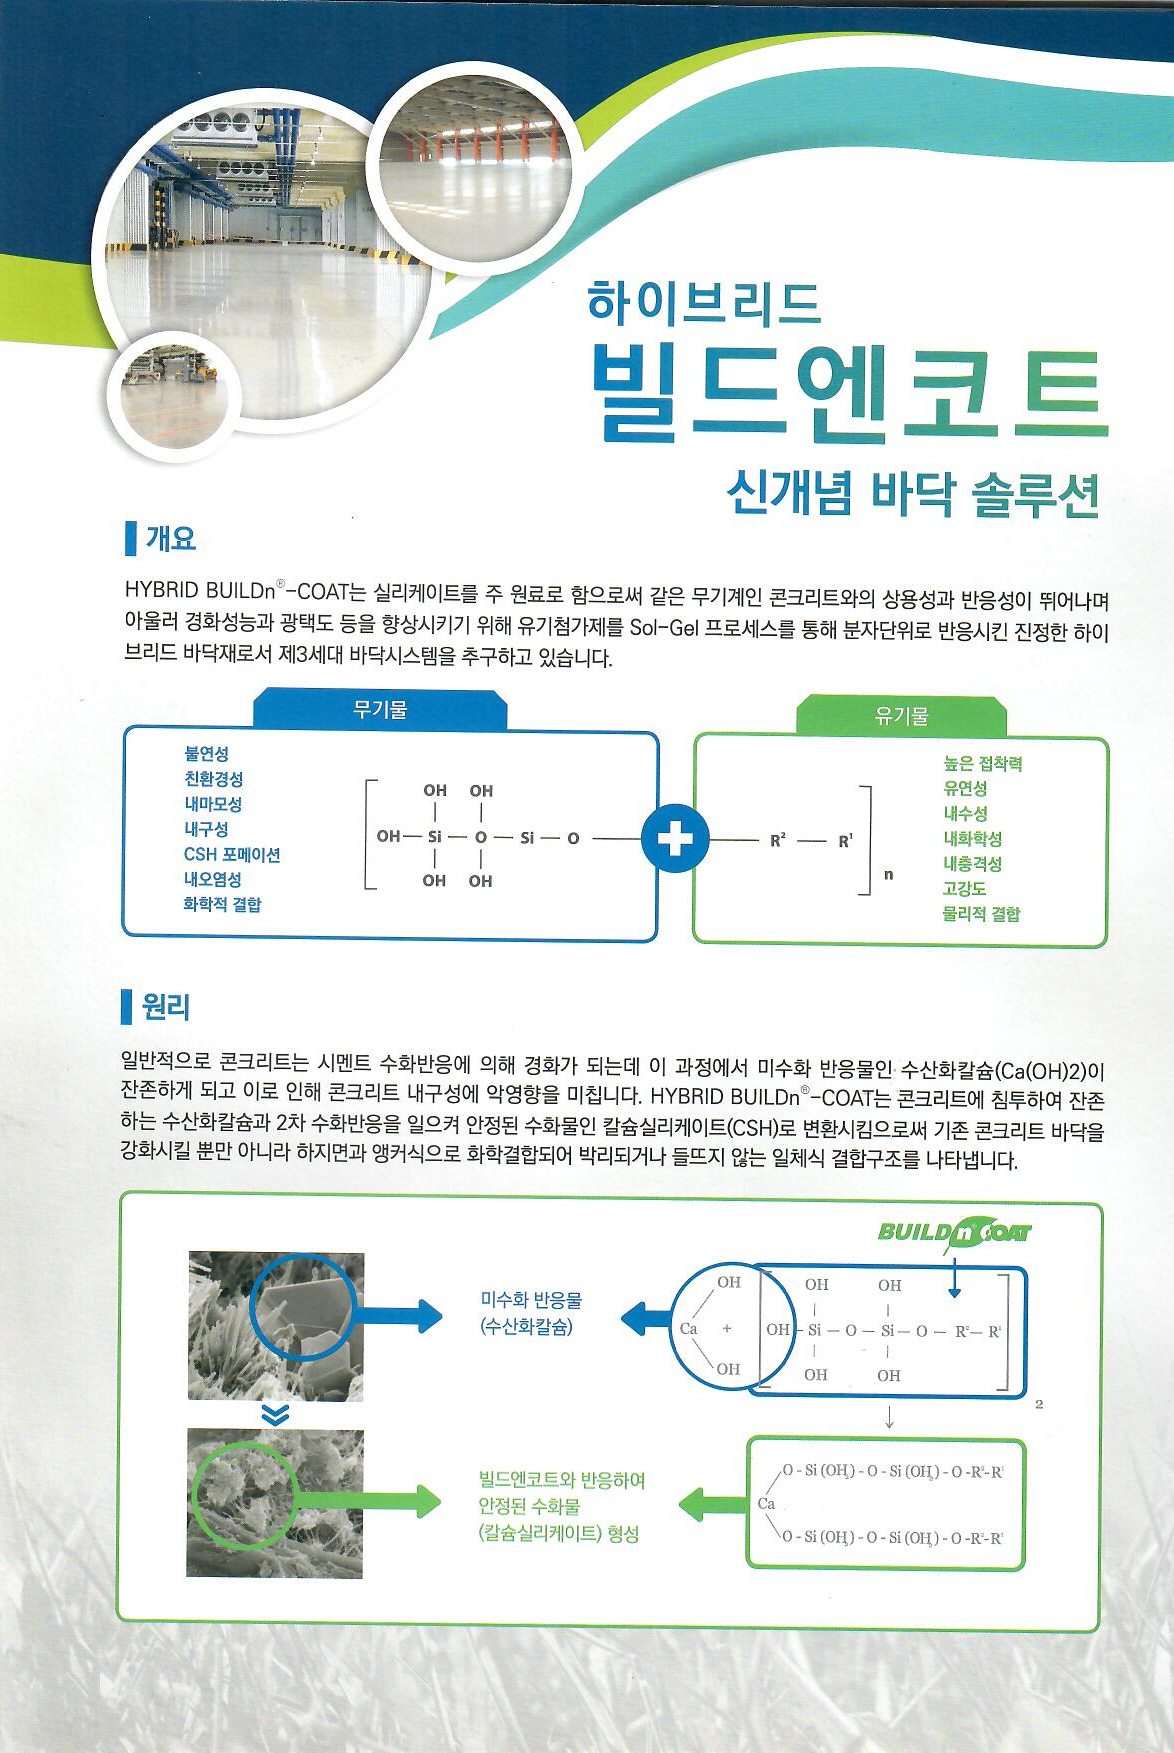 하이브리드
빌드엔코트
신개념 바닥 솔루션
개요
HYBRID BUILDn®-COAT는 실리케이트를 주 원료로 함으로써 같은 무기계인 콘크리트와의 상용성과 반응성이 뛰어나며
아울러 경화성능과 광택도 등을 향상시키기 위해 유기첨가제를 Sol-Gel 프로세스를 통해 분자단위로 반응시킨 진정한 하이
브리드 바닥재로서 제3세대 바닥시스템을 추구하고 있습니다.
무기물
불연성
친환경성
내마모성
내구성
CSH 포메이션
내오염성
화학적 결합
OH OH
OH — Si — O — Si — O
OH OH
유기물
R² — R¹
n
높은 접착력
유연성
내수성
내화학성
내충격성
고강도
물리적 결합
원리
일반적으로 콘크리트는 시멘트 수화반응에 의해 경화가 되는데 이 과정에서 미수화 반응물인 수산화칼슘(Ca(OH)2)이
잔존하게 되고 이로 인해 콘크리트 내구성에 악영향을 미칩니다. HYBRID BUILDn®-COAT는 콘크리트에 침투하여 잔존
하는 수산화칼슘과 2차 수화반응을 일으켜 안정된 수화물인 칼슘실리케이트(CSH)로 변환시킴으로써 기존 콘크리트 바닥을
강화시킬 뿐만 아니라 하지면과 앵커식으로 화학결합되어 박리되거나 들뜨지 않는 일체식 결합구조를 나타냅니다.
BUILD n® COAT
미수화 반응물
(수산화칼슘)
OH OH OH
Ca + OH — Si — O — Si — O — R² — R¹
OH OH OH
2
빌드엔코트와 반응하여
안정된 수화물
(칼슘실리케이트) 형성
O - Si (OH₂) - O - Si (OH₂) - O -R²-R¹
Ca
O - Si (OH₂) - O - Si (OH₂) - O -R²-R¹